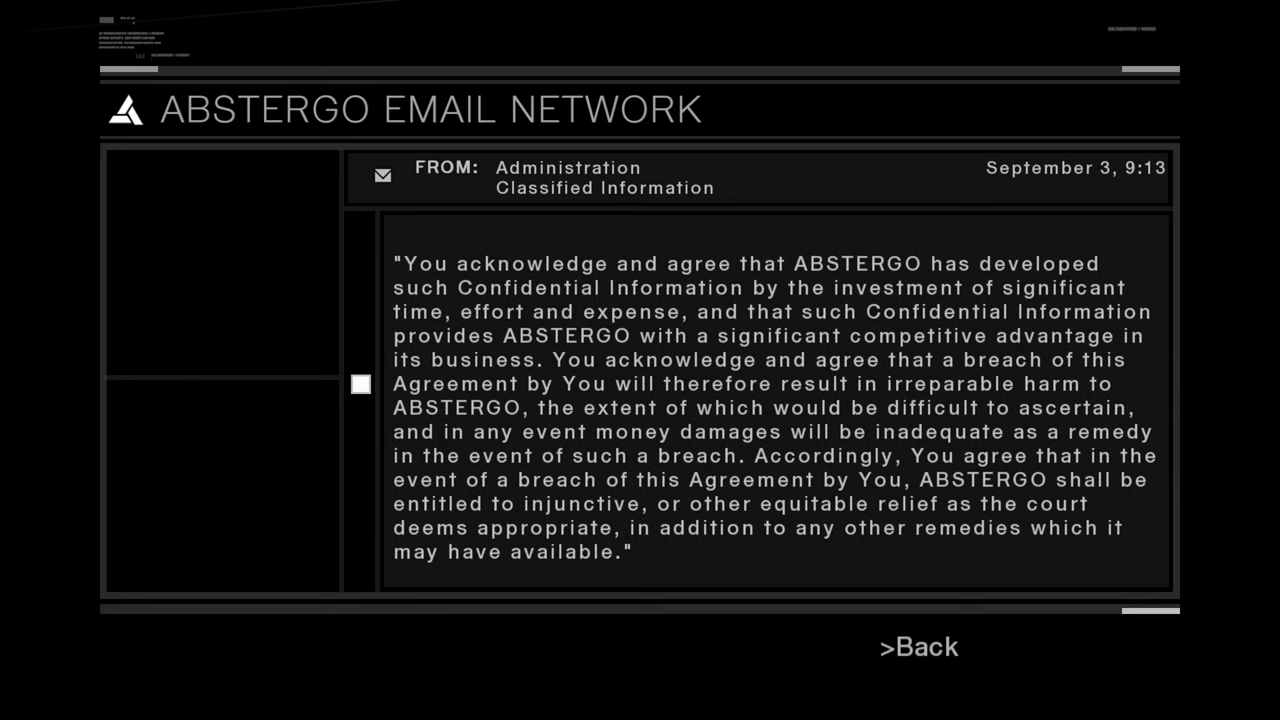 ABSTERGO EMAIL NETWORK
FROM: Administration September 3, 9:13
Classified Information
"You acknowledge and agree that ABSTERGO has developed
such Confidential Information by the investment of significant
time, effort and expense, and that such Confidential Information
provides ABSTERGO with a significant competitive advantage in
its business. You acknowledge and agree that a breach of this
Agreement by You will therefore result in irreparable harm to
ABSTERGO, the extent of which would be difficult to ascertain,
and in any event money damages will be inadequate as a remedy
in the event of such a breach. Accordingly, You agree that in the
event of a breach of this Agreement by You, ABSTERGO shall be
entitled to injunctive, or other equitable relief as the court
deems appropriate, in addition to any other remedies which it
may have available."
>Back